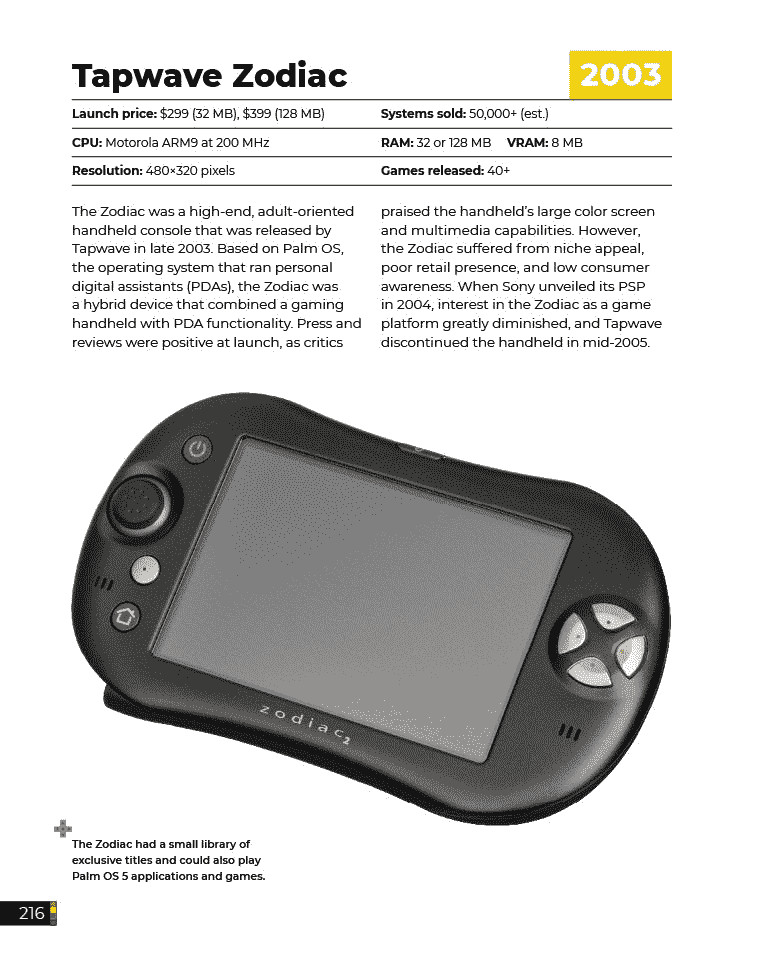 Tapwave Zodiac
2003
Launch price: $299 (32 MB), $399 (128 MB)
Systems sold: 50,000+ (est.)
CPU: Motorola ARM9 at 200 MHz
RAM: 32 or 128 MB VRAM: 8 MB
Resolution: 480×320 pixels
Games released: 40+
The Zodiac was a high-end, adult-oriented
handheld console that was released by
Tapwave in late 2003. Based on Palm OS,
the operating system that ran personal
digital assistants (PDAs), the Zodiac was
a hybrid device that combined a gaming
handheld with PDA functionality. Press and
reviews were positive at launch, as critics
praised the handheld’s large color screen
and multimedia capabilities. However,
the Zodiac suffered from niche appeal,
poor retail presence, and low consumer
awareness. When Sony unveiled its PSP
in 2004, interest in the Zodiac as a game
platform greatly diminished, and Tapwave
discontinued the handheld in mid-2005.
zodiac2
The Zodiac had a small library of
exclusive titles and could also play
Palm OS 5 applications and games.
216